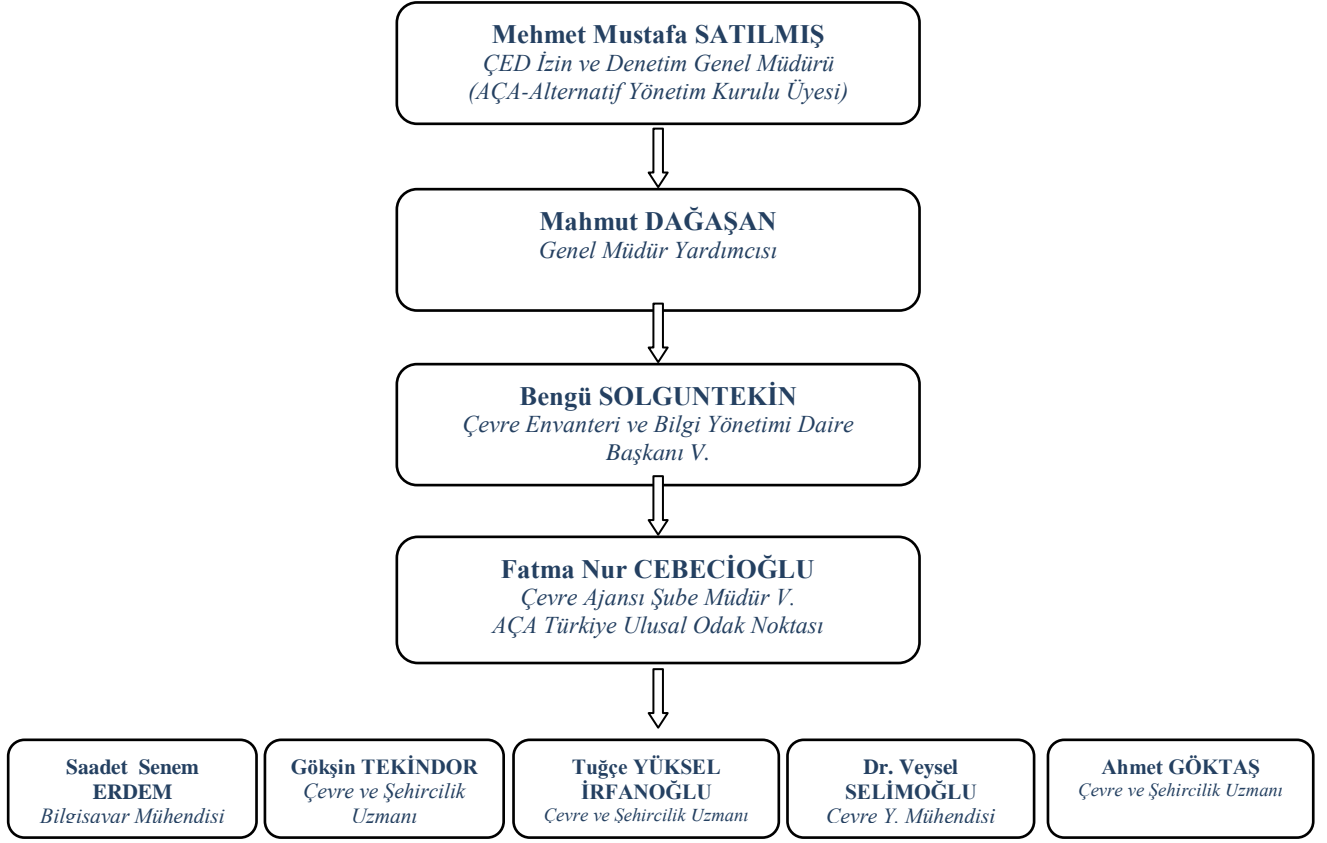 Mehmet Mustafa SATILMIŞ
ÇED İzin ve Denetim Genel Müdürü
(AÇA-Alternatif Yönetim Kurulu Üyesi)
Mahmut DAĞAŞAN
Genel Müdür Yardımcısı
Bengü SOLGUNTEKİN
Çevre Envanteri ve Bilgi Yönetimi Daire
Başkanı V.
Fatma Nur CEBECİOĞLU
Çevre Ajansı Şube Müdür V.
AÇA Türkiye Ulusal Odak Noktası
Saadet Senem
ERDEM
Bilgisayar Mühendisi
Gökşin TEKİNDOR
Çevre ve Şehircilik
Uzmanı
Tuğçe YÜKSEL
İRFANOĞLU
Çevre ve Şehircilik Uzmanı
Dr. Veysel
SELİMOĞLU
Çevre Y. Mühendisi
Ahmet GÖKTAŞ
Çevre ve Şehircilik Uzmanı